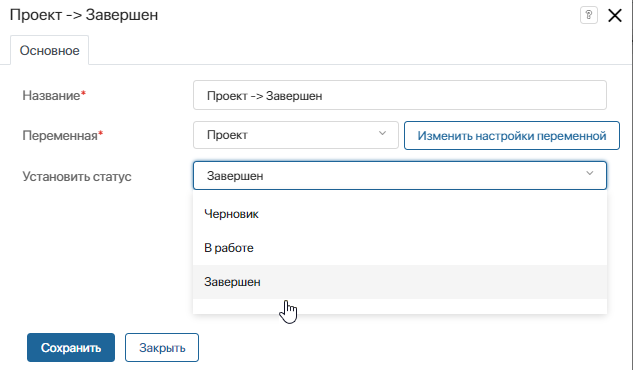 Проект -> Завершен
?
Основное
Название*
Проект -> Завершен
Переменная*
Проект
Изменить настройки переменной
Установить статус
Завершен
Черновик
В работе
Завершен
Сохранить
Закрыть